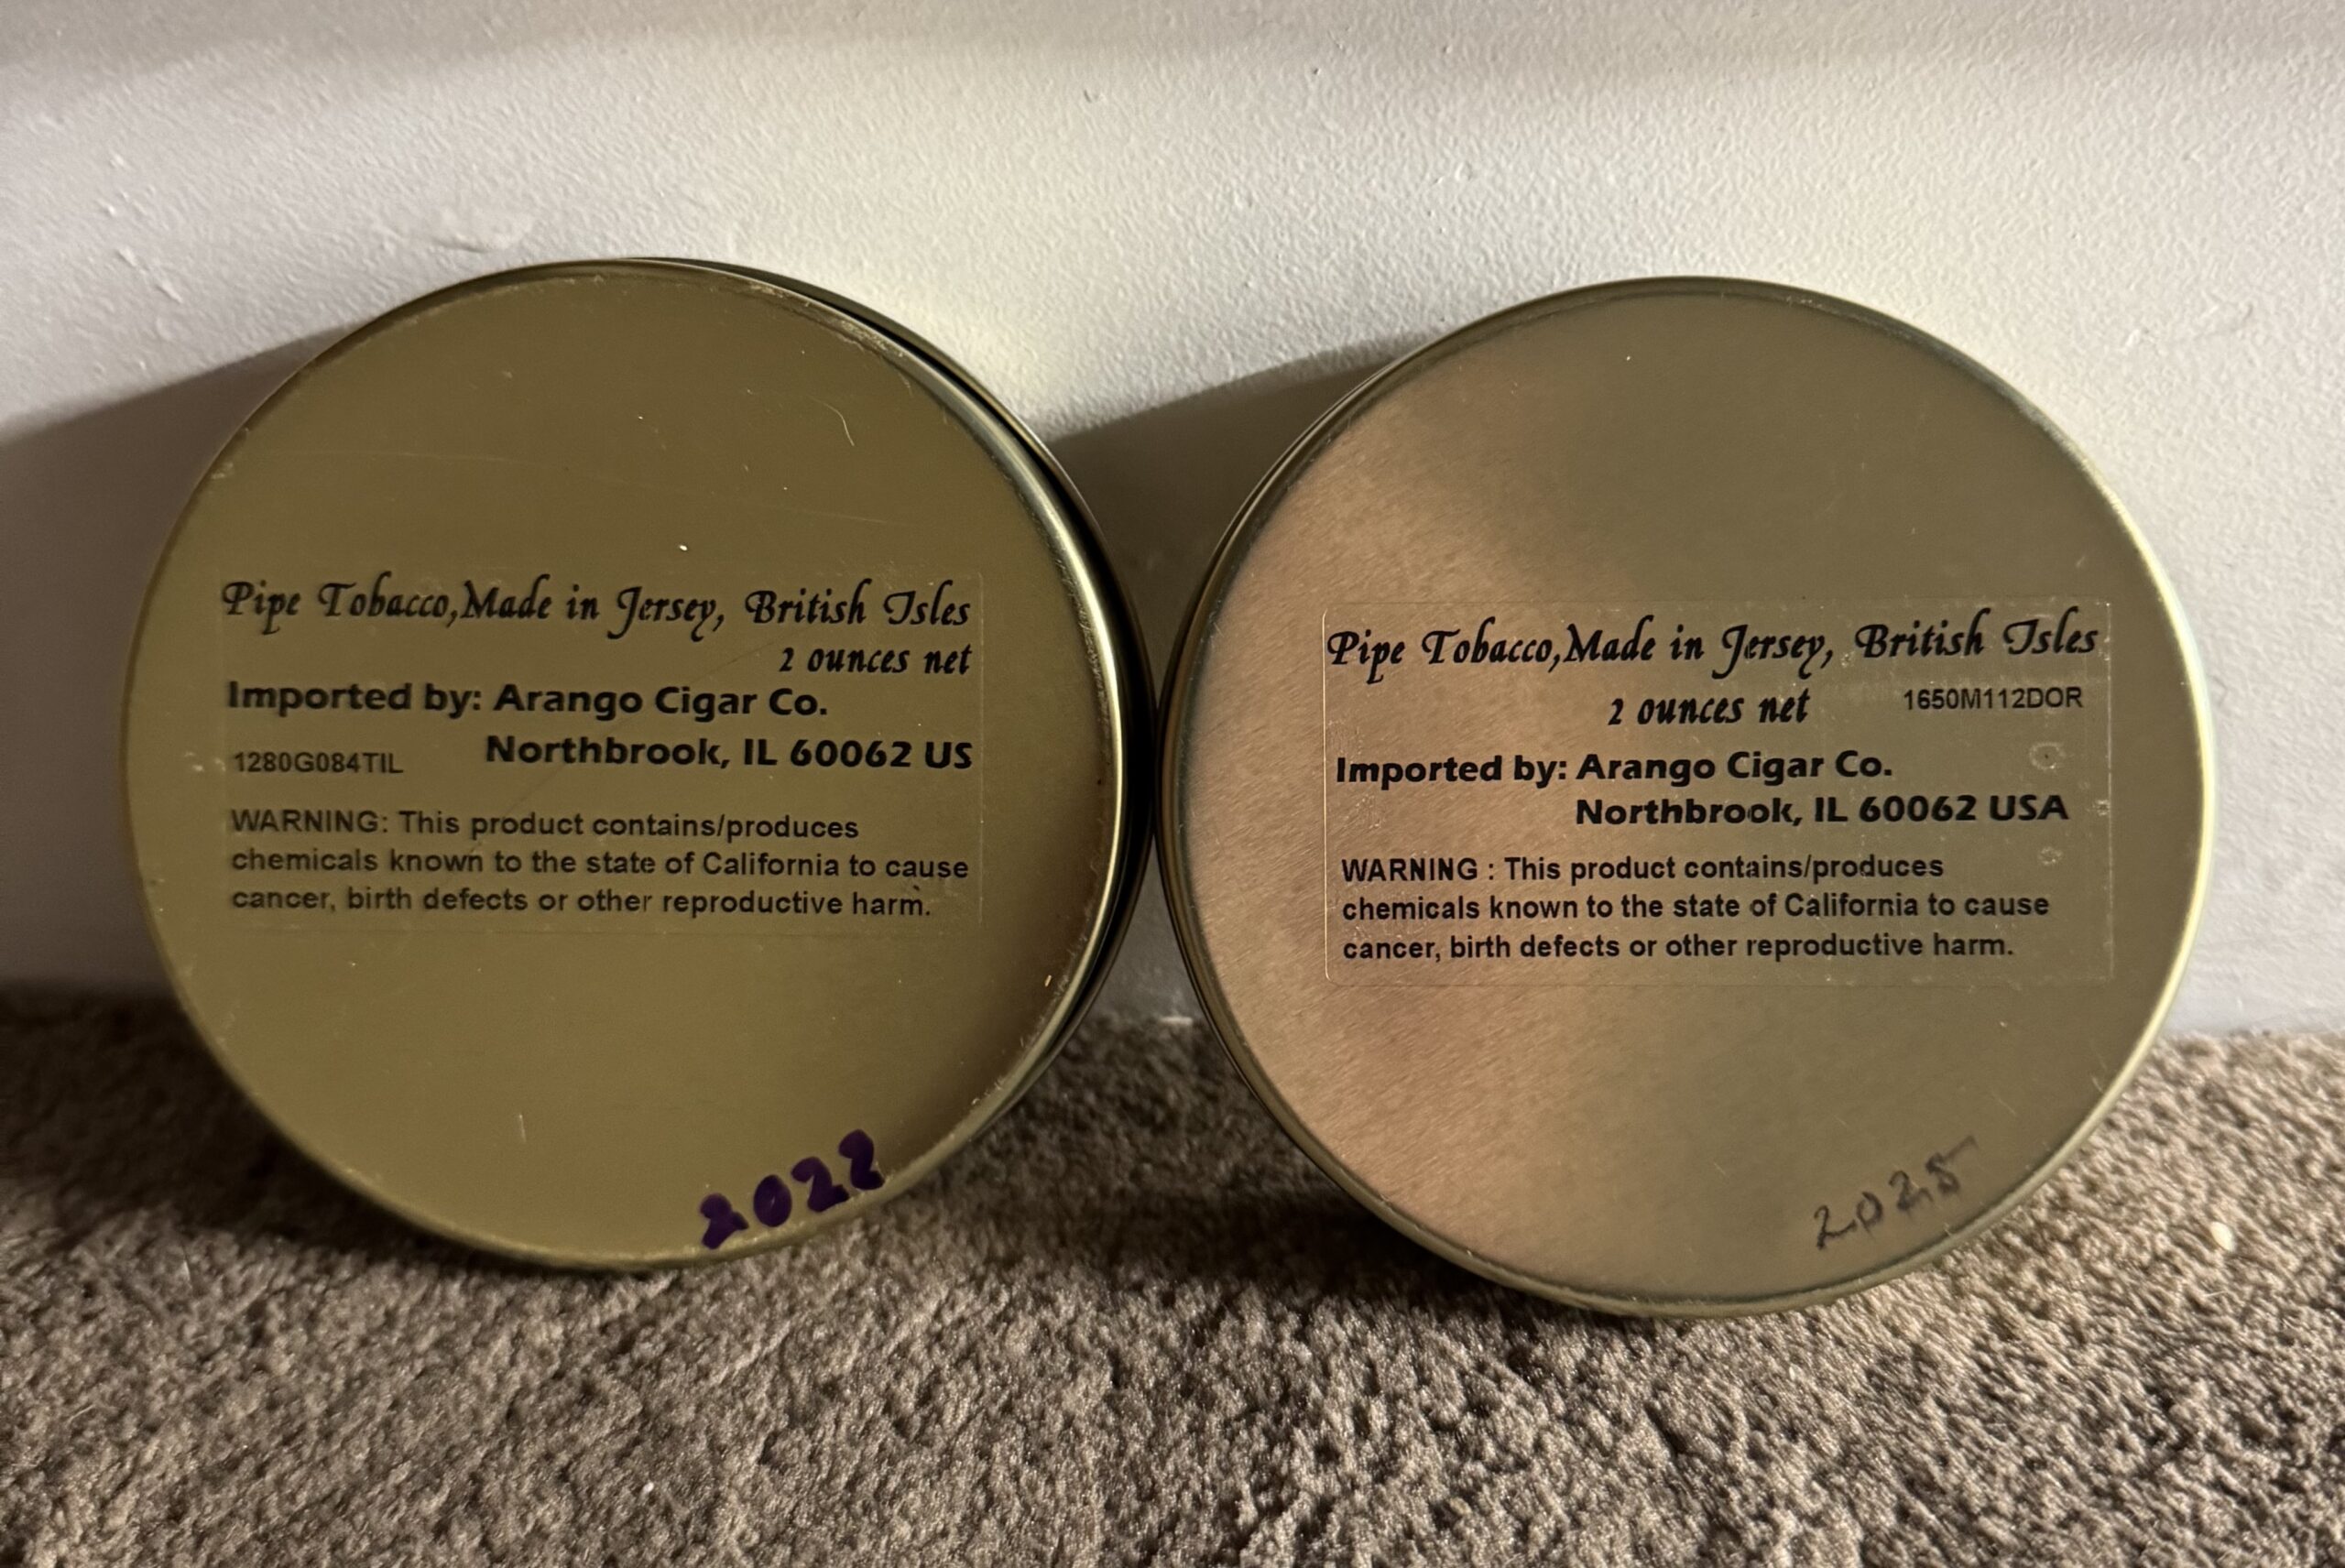 Pipe Tobacco,Made in Jersey, British Isles
2 ounces net
Imported by: Arango Cigar Co.
Northbrook, IL 60062 US
1280G084TIL
WARNING: This product contains/produces
chemicals known to the state of California to cause
cancer, birth defects or other reproductive harm.
2022
Pipe Tobacco,Made in Jersey, British Isles
2 ounces net
1650M112DOR
Imported by: Arango Cigar Co.
Northbrook, IL 60062 USA
WARNING : This product contains/produces
chemicals known to the state of California to cause
cancer, birth defects or other reproductive harm.
2025